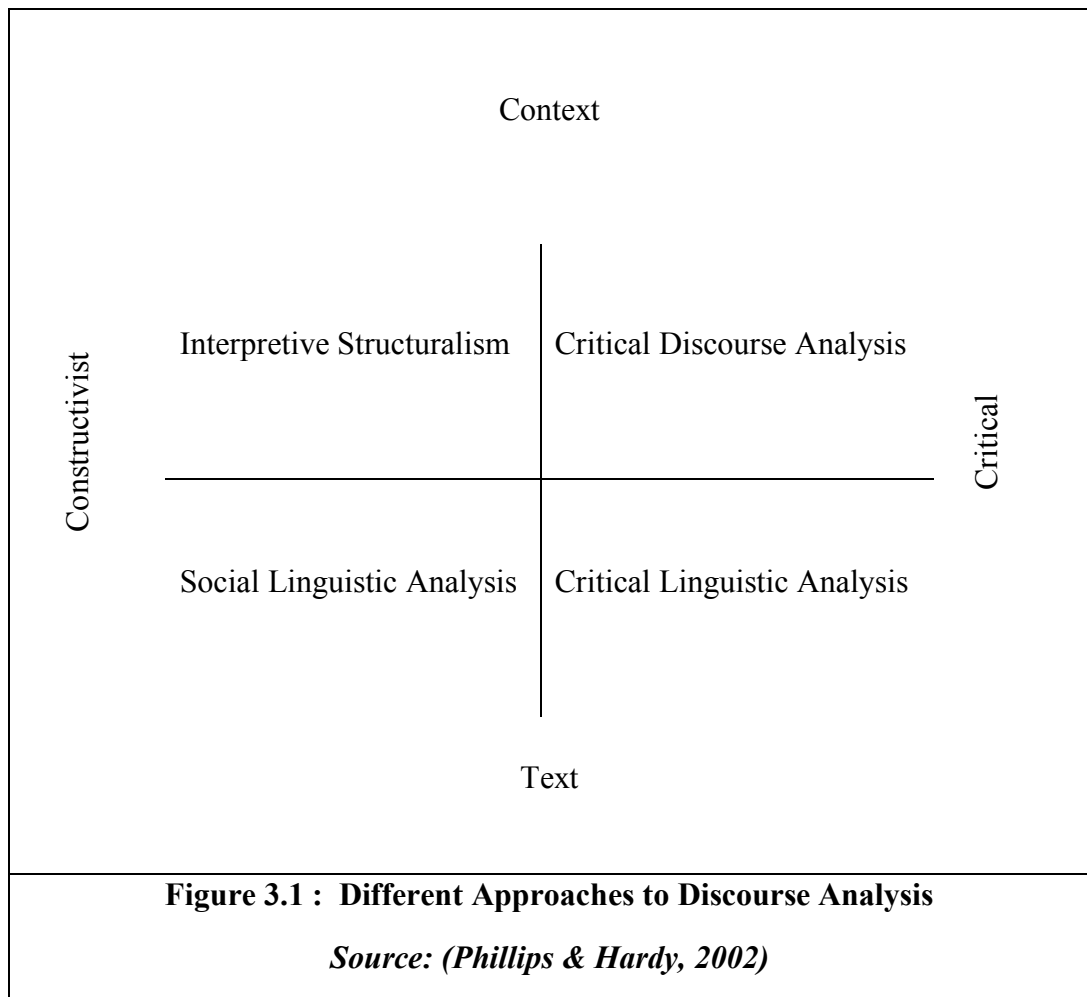 Context
Interpretive Structuralism
Critical Discourse Analysis
Constructivist
Critical
Social Linguistic Analysis
Critical Linguistic Analysis
Text
Figure 3.1 :  Different Approaches to Discourse Analysis
Source: (Phillips & Hardy, 2002)